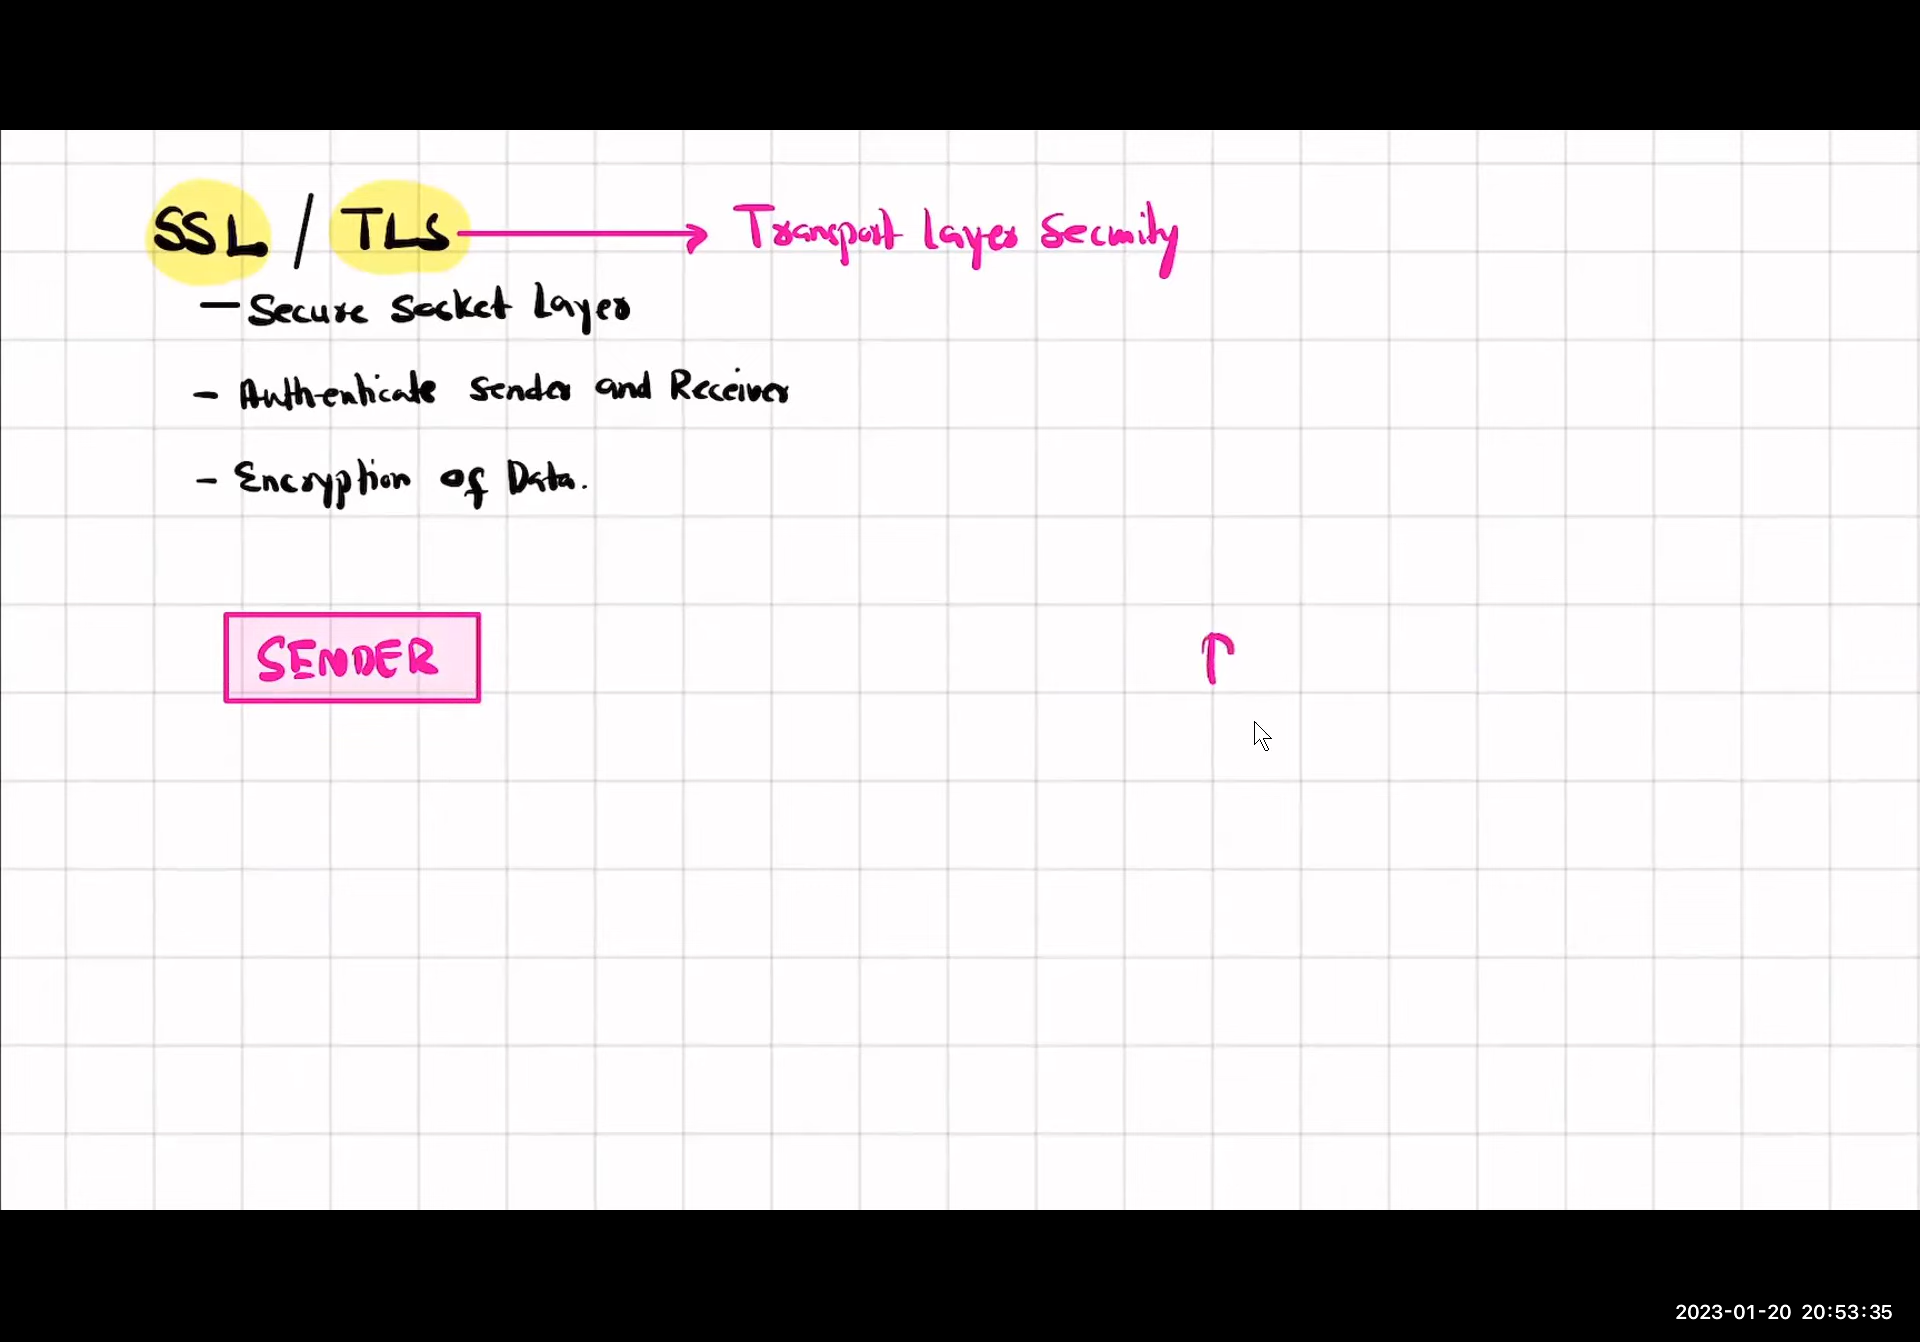 SSL / TLS → Transport Layer Security
- Secure Socket Layer
- Authenticate Sender and Receiver
- Encryption of Data.
SENDER
2023-01-20 20:53:35